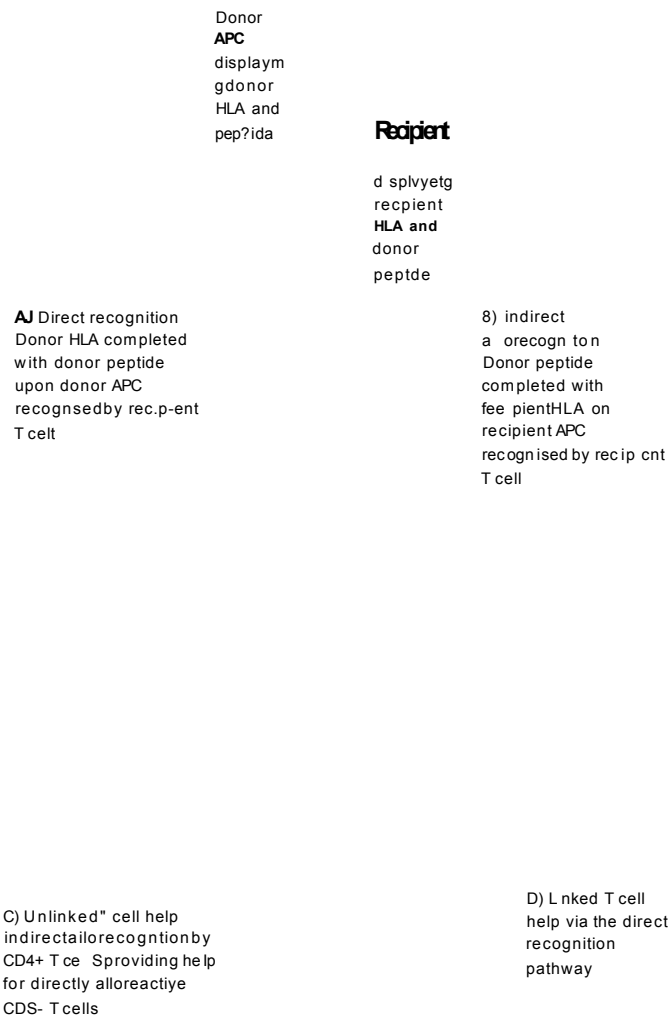 Donor
APC
displaym
gdonor
HLA and
pep?ida
Recipient
d splvyetg
recpient
HLA and
donor
peptde
AJ Direct recognition
Donor HLA completed
with donor peptide
upon donor APC
recognsedby rec.p-ent
T celt
8) indirect
a orecogn ton
Donor peptide
completed with
fee pientHLA on
recipient APC
recognised by recip cnt
T cell
C) Unlinked" cell help
indirectailorecogntionby
CD4+ T ce Sproviding help
for directly alloreactiye
CDS- T cells
D) L nked T cell
help via the direct
recognition
pathway